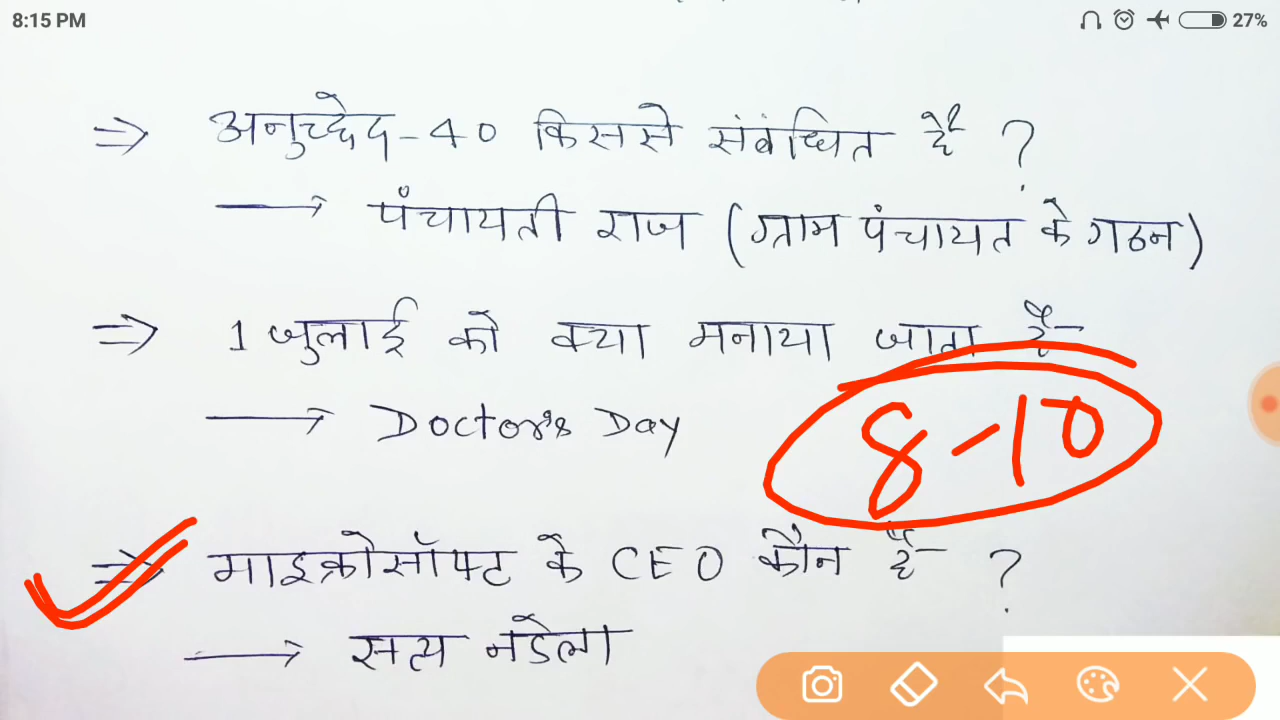 8:15 PM
27%
⇒ अनुच्छेद-40 किससे संबंधित है ?
→ पंचायती राज (ग्राम पंचायत के गठन)
⇒ 1 जुलाई को क्या मनाया जाता है-
→ Doctor's Day
8-10
⇒ माइक्रोसॉफ्ट के CEO कौन हैं- ?
→ सत्य नडेला